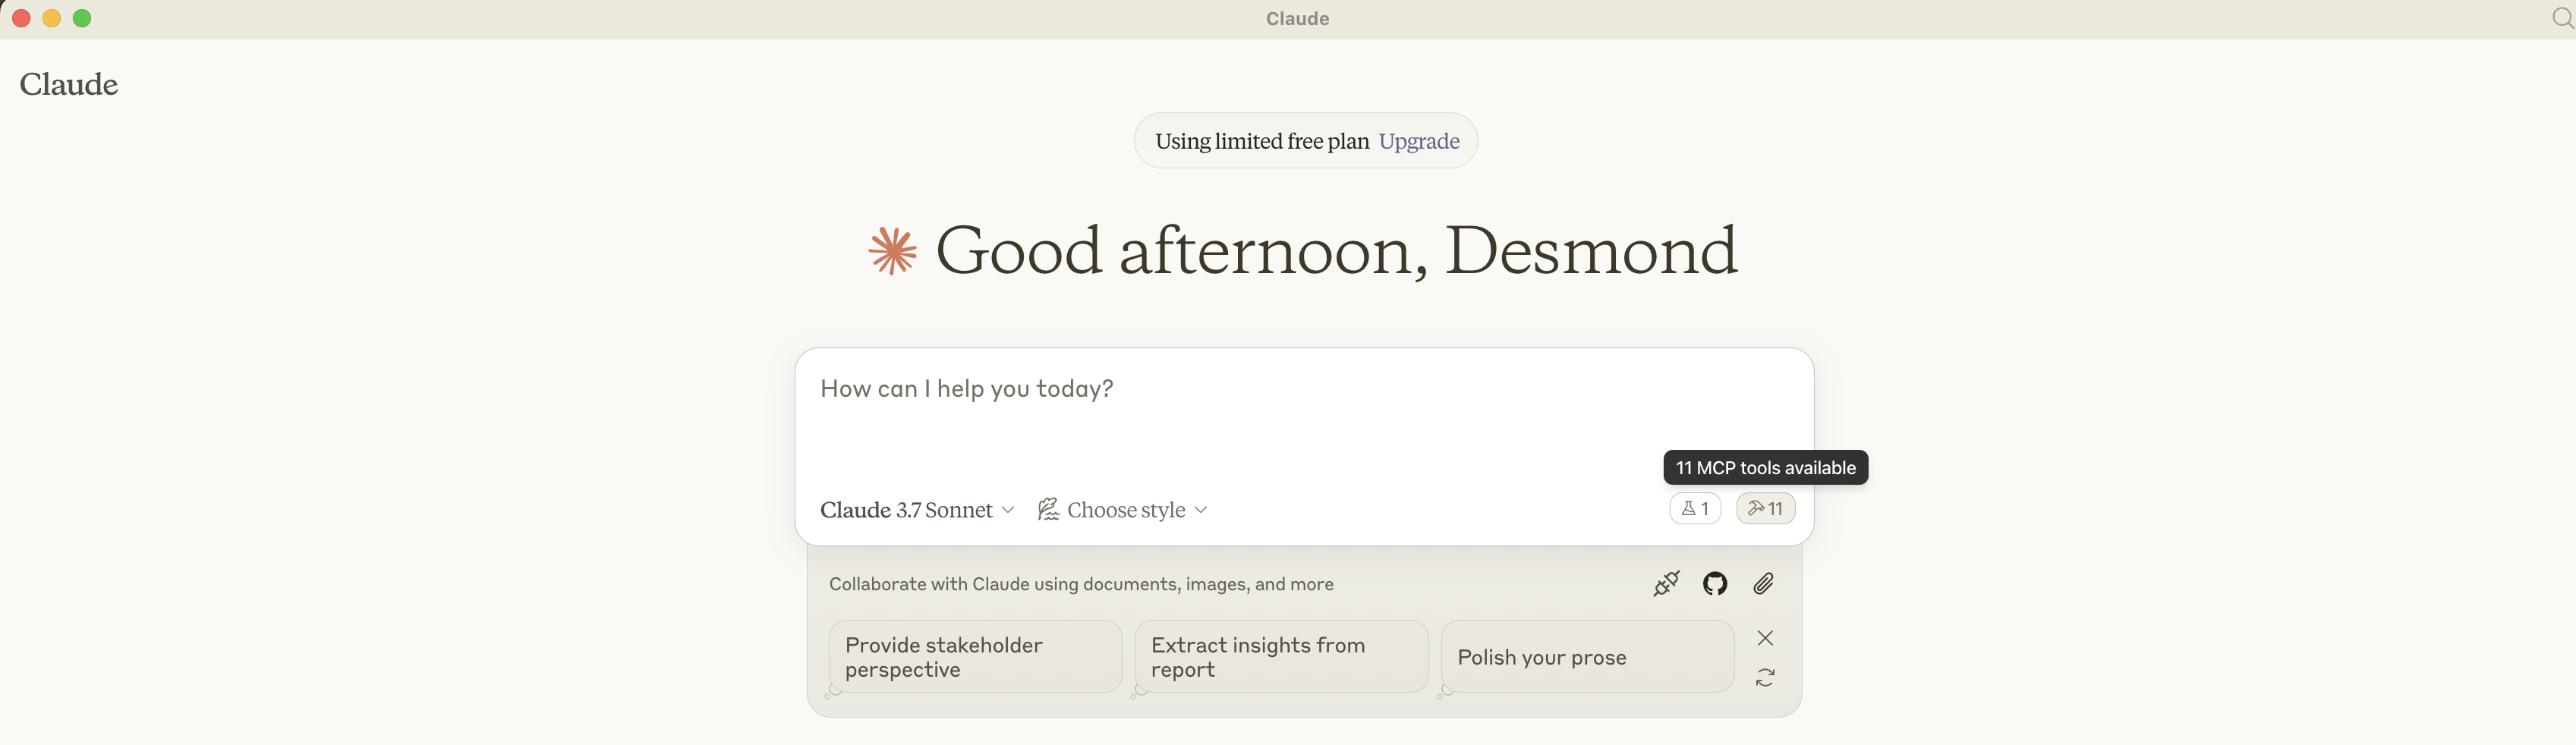 Claude
Claude
Using limited free plan Upgrade
Good afternoon, Desmond
How can I help you today?
11 MCP tools available
Claude 3.7 Sonnet Choose style 1 11
Collaborate with Claude using documents, images, and more
Provide stakeholder
perspective
Extract insights from
report
Polish your prose